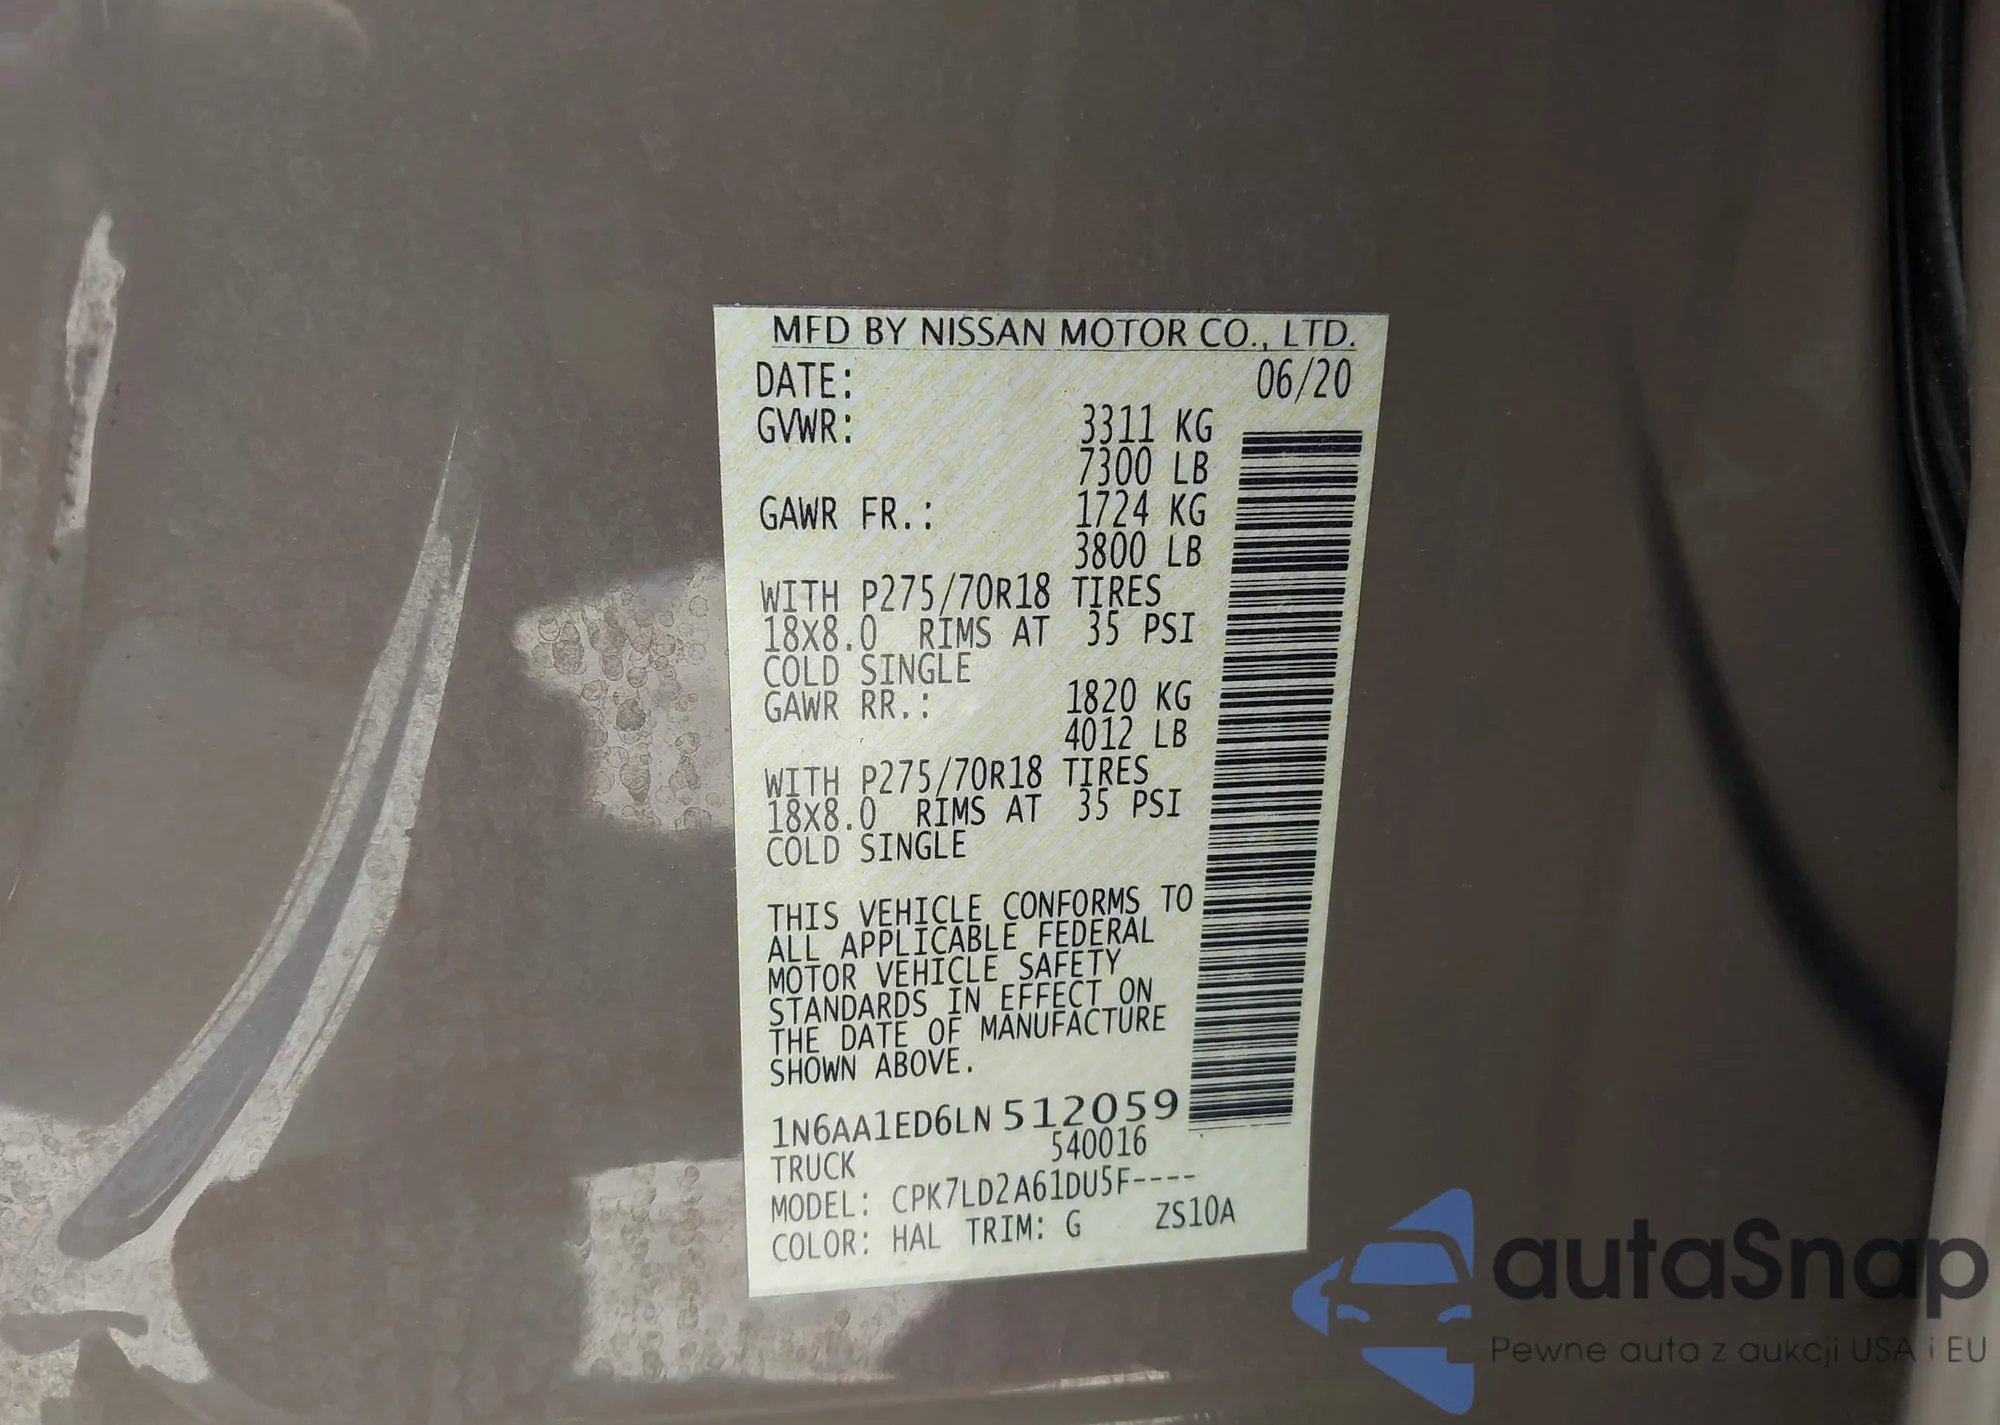 MFD BY NISSAN MOTOR CO., LTD.
DATE: 06/20
GVWR: 3311 KG
7300 LB
GAWR FR.: 1724 KG
3800 LB
WITH P275/70R18 TIRES
18X8.0 RIMS AT 35 PSI
COLD SINGLE
GAWR RR.: 1820 KG
4012 LB
WITH P275/70R18 TIRES
18X8.0 RIMS AT 35 PSI
COLD SINGLE
THIS VEHICLE CONFORMS TO
ALL APPLICABLE FEDERAL
MOTOR VEHICLE SAFETY
STANDARDS IN EFFECT ON
THE DATE OF MANUFACTURE
SHOWN ABOVE.
1N6AA1ED6LN 512059
540016
TRUCK
MODEL: CPK7LD2A61DU5F----
COLOR: HAL TRIM: G ZS10A
autaSnap
Pewne auta z aukcji USA i EU